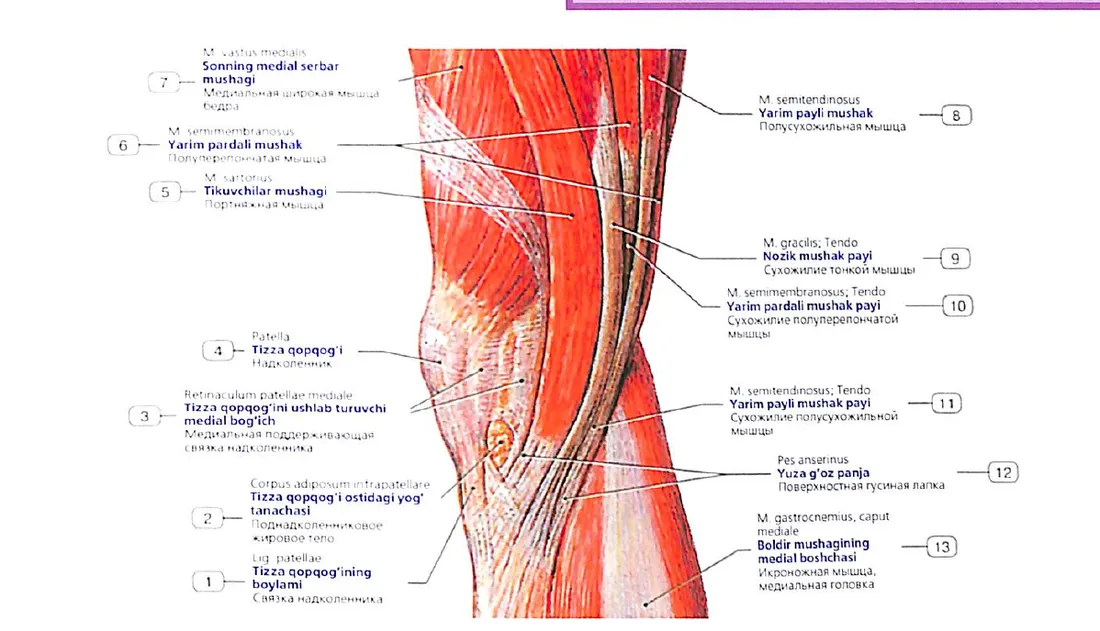 M. vastus medialis
Sonning medial serbar
mushagi
Медиальная широкая мышца
бедра
7
M. semimembranosus
Yarim pardali mushak
Полуперепончатая мышца
6
M. sartorius
Tikuvchilar mushagi
Портняжная мышца
5
Patella
Tizza qopqog'i
Надколенник
4
Retinaculum patellae mediale
Tizza qopqog'ini ushlab turuvchi
medial bog'ich
Медиальная поддерживающая
связка надколенника
3
Corpus adiposum infrapatellare
Tizza qopqog'i ostidagi yog'
tanachasi
Поднадколенниковое
жировое тело
2
Lig. patellae
Tizza qopqog'ining
boylami
Связка надколенника
1
M. semitendinosus
Yarim payli mushak
Полусухожильная мышца
8
M. gracilis; Tendo
Nozik mushak payi
Сухожилие тонкой мышцы
9
M. semimembranosus; Tendo
Yarim pardali mushak payi
Сухожилие полуперепончатой
мышцы
10
M. semitendinosus; Tendo
Yarim payli mushak payi
Сухожилие полусухожильной
мышцы
11
Pes anserinus
Yuza g'oz panja
Поверхностная гусиная лапка
12
M. gastrocnemius, caput
mediale
Boldir mushagining
medial boshchasi
Икроножная мышца,
медиальная головка
13